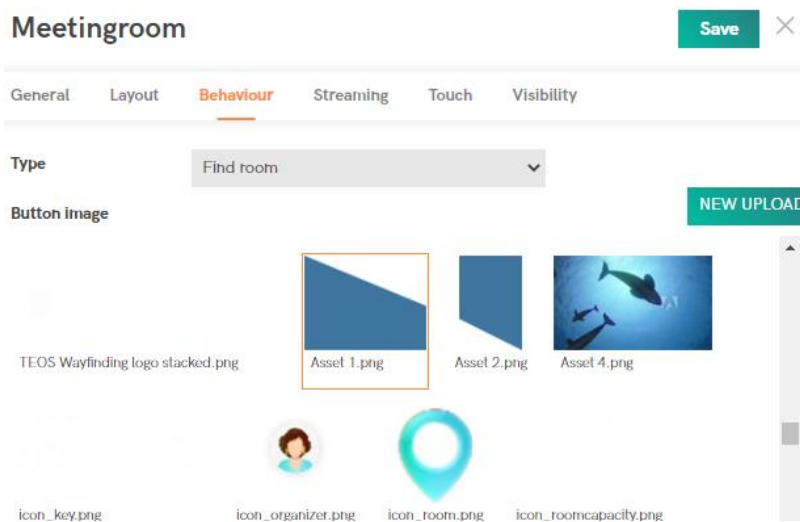 Meetingroom
Save
General Layout Behaviour Streaming Touch Visibility
Type
Find room
Button image
NEW UPLOAD
TEOS Wayfinding logo stacked.png Asset 1.png Asset 2.png Asset 4.png
icon_key.png icon_organizer.png icon_room.png icon_roomcapacity.png